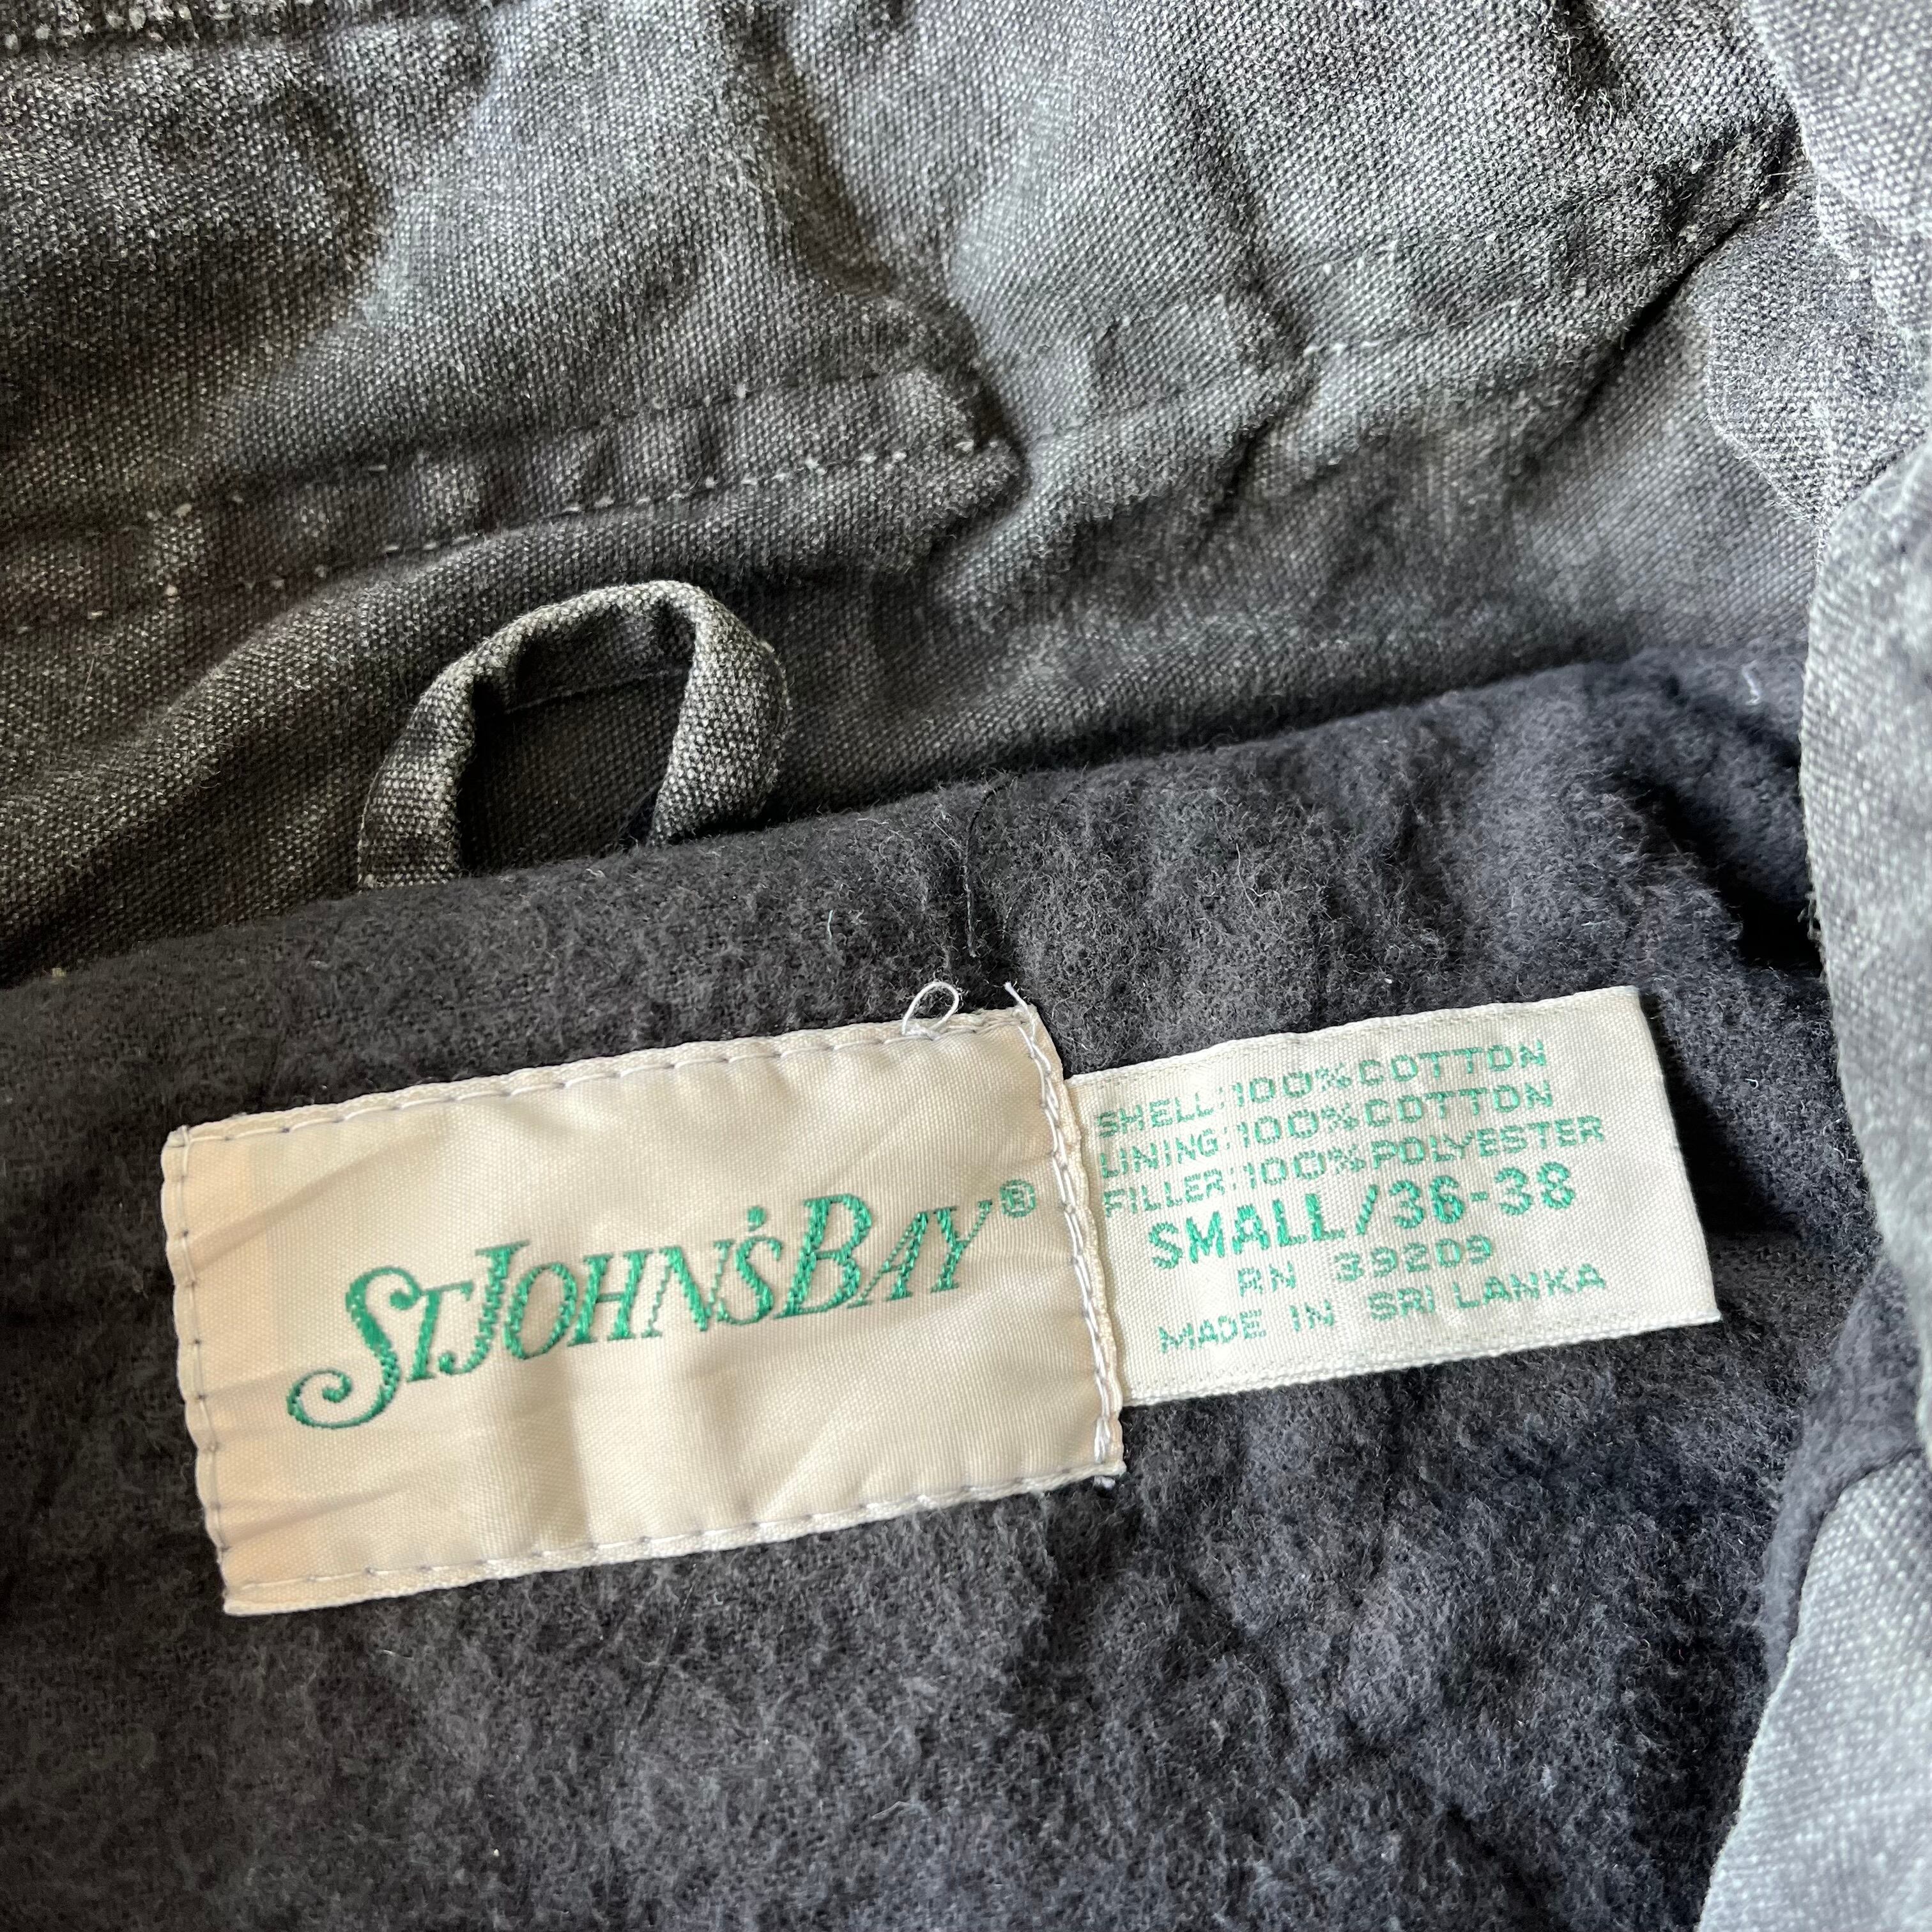 ST JOHN'S BAY®
SHELL:100%COTTON
LINING:100%COTTON
FILLER:100%POLYESTER
SMALL/36-38
RN 39209
MADE IN SRI LANKA